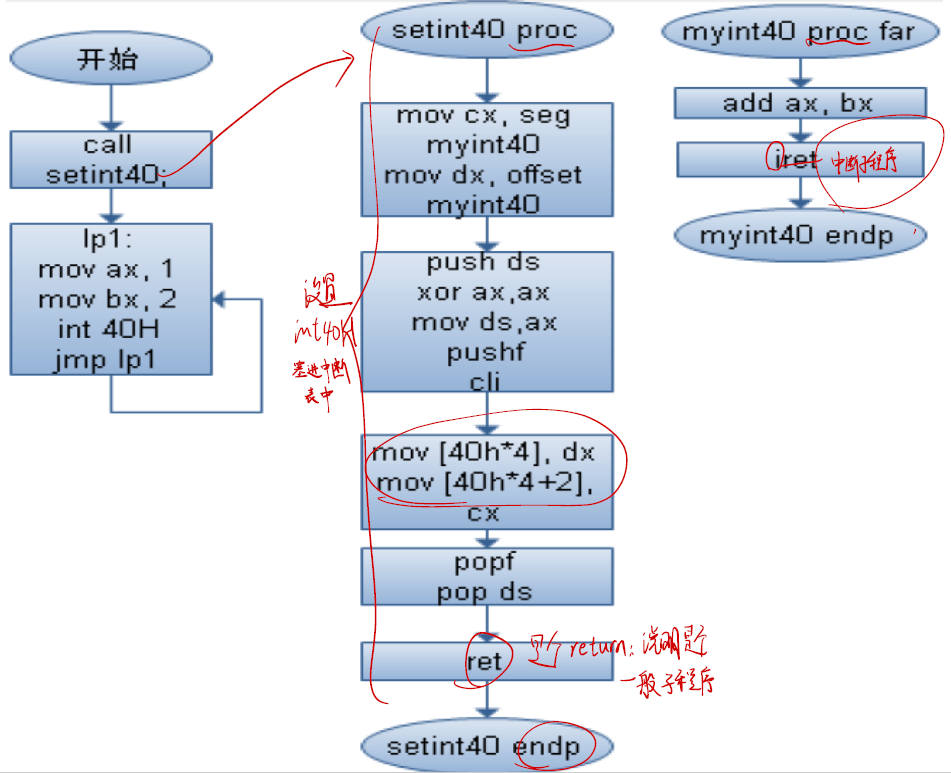 开始
call
setint40;
lp1:
mov ax, 1
mov bx, 2
int 40H
jmp lp1
setint40 proc
mov cx, seg
myint40
mov dx, offset
myint40
push ds
xor ax,ax
mov ds,ax
pushf
cli
mov [40h*4], dx
mov [40h*4+2],
cx
popf
pop ds
ret
setint40 endp
设置
int40H
塞进中断
表中
return: 说明是个
一般子程序
myint40 proc far
add ax, bx
iret
中断子程序
myint40 endp